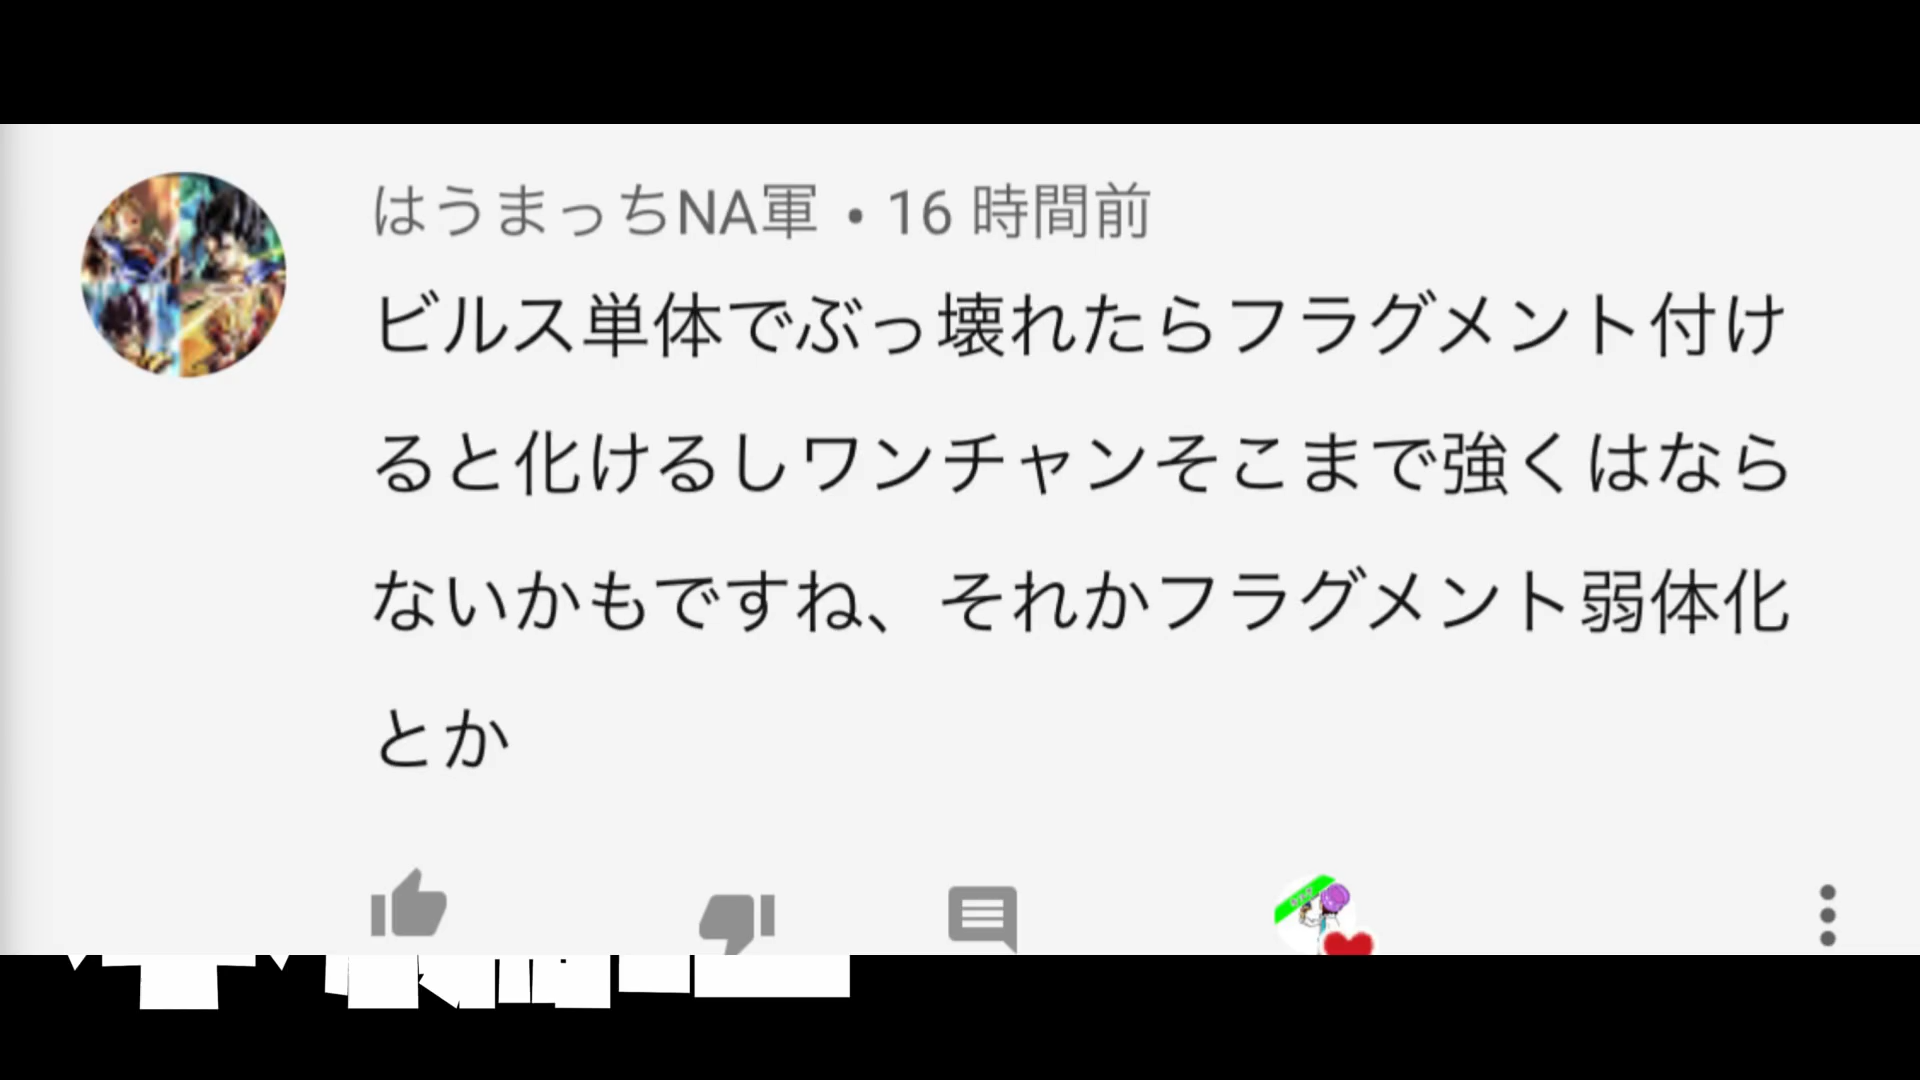 はうまっちNA軍 • 16 時間前
ビルス単体でぶっ壊れたらフラグメント付け
ると化けるしワンチャンそこまで強くはなら
ないかもですね、それかフラグメント弱体化
とか